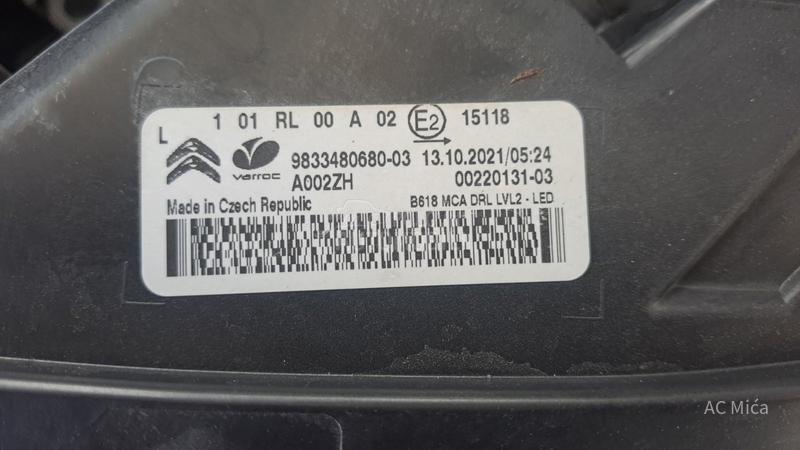 L 1 01 RL 00 A 02 E2 15118
varroc 9833480680-03 13.10.2021/05:24
A002ZH 00220131-03
Made in Czech Republic B618 MCA DRL LVL2 - LED
AC Mića